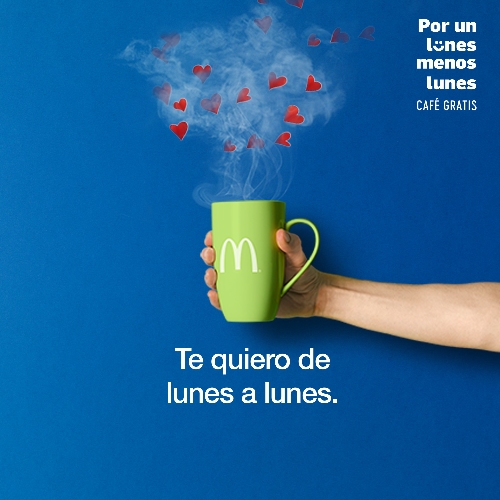 Por un
lunes
menos
lunes
CAFÉ GRATIS
M
Te quiero de
lunes a lunes.